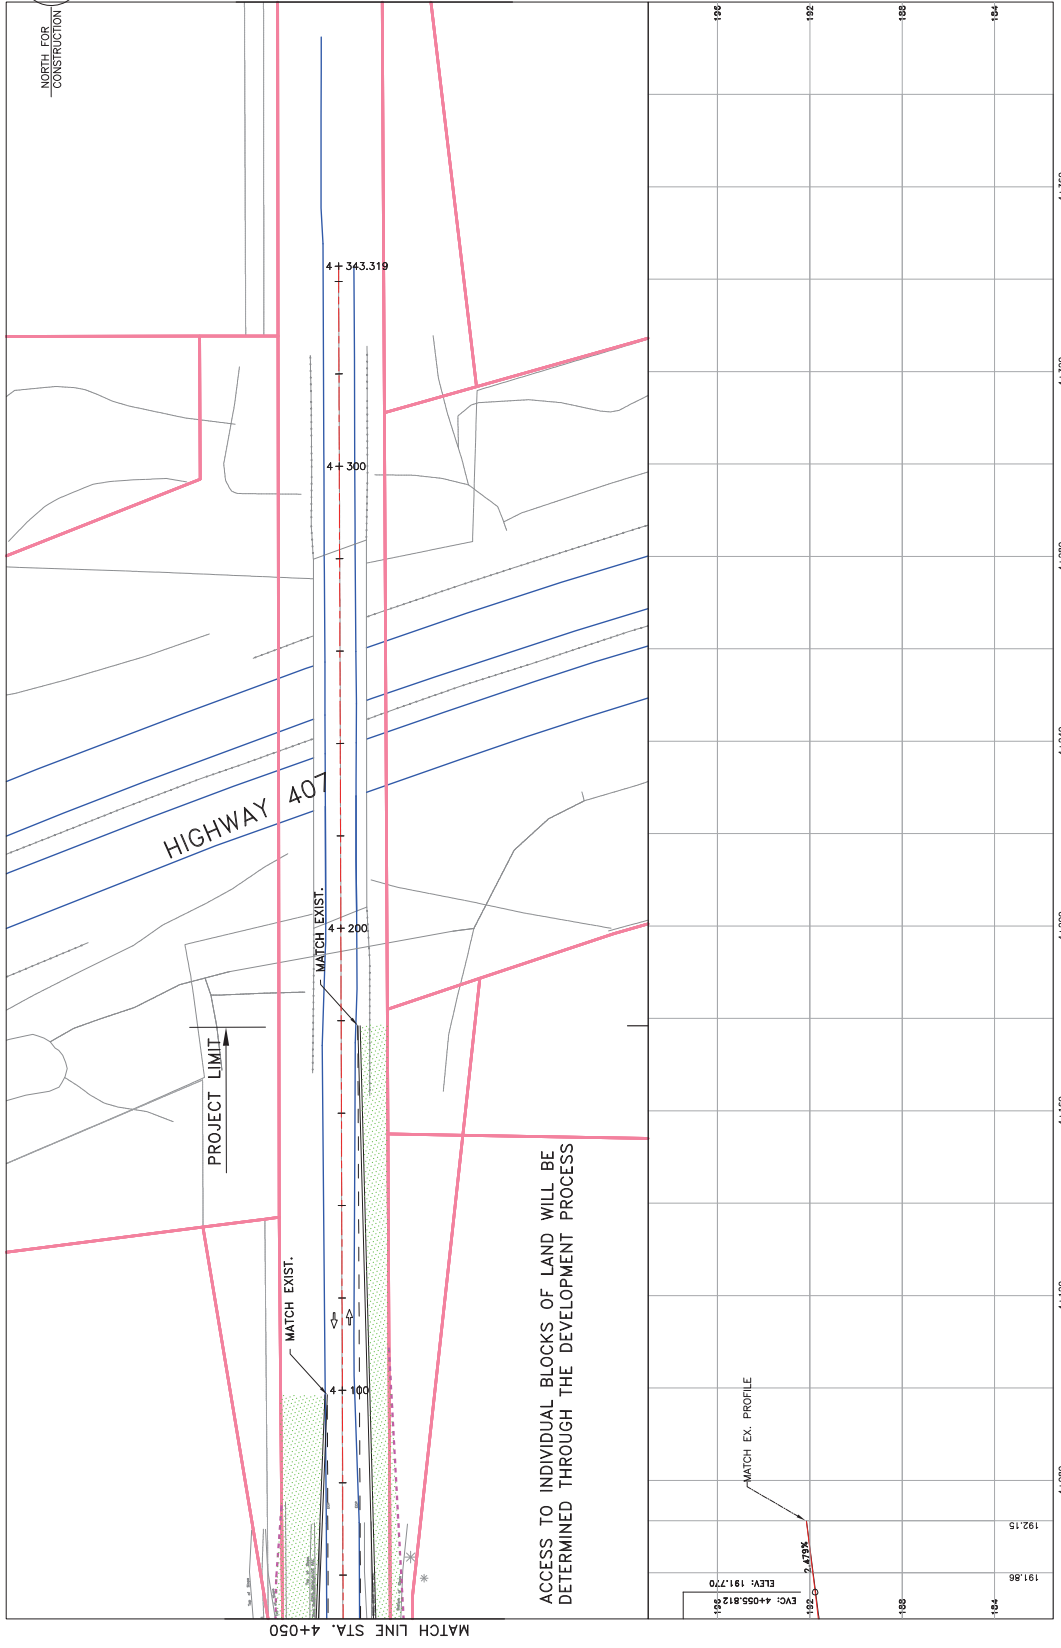 NORTH FOR
CONSTRUCTION
4+343.319
4+300
HIGHWAY 407
MATCH EXIST.
4+200
PROJECT LIMIT
MATCH EXIST.
4+100
MATCH LINE STA. 4+050
ACCESS TO INDIVIDUAL BLOCKS OF LAND WILL BE
DETERMINED THROUGH THE DEVELOPMENT PROCESS
192
188
184
MATCH EX. PROFILE
2.479%
EVC: 4+055.812
ELEV: 191.770
192
188
184
192.15
191.86